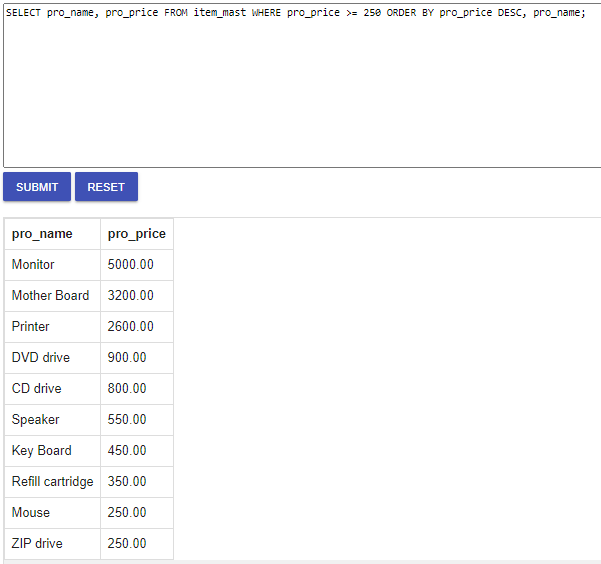 SELECT pro_name, pro_price FROM item_mast WHERE pro_price >= 250 ORDER BY pro_price DESC, pro_name;
SUBMIT RESET
pro_name pro_price
Monitor 5000.00
Mother Board 3200.00
Printer 2600.00
DVD drive 900.00
CD drive 800.00
Speaker 550.00
Key Board 450.00
Refill cartridge 350.00
Mouse 250.00
ZIP drive 250.00